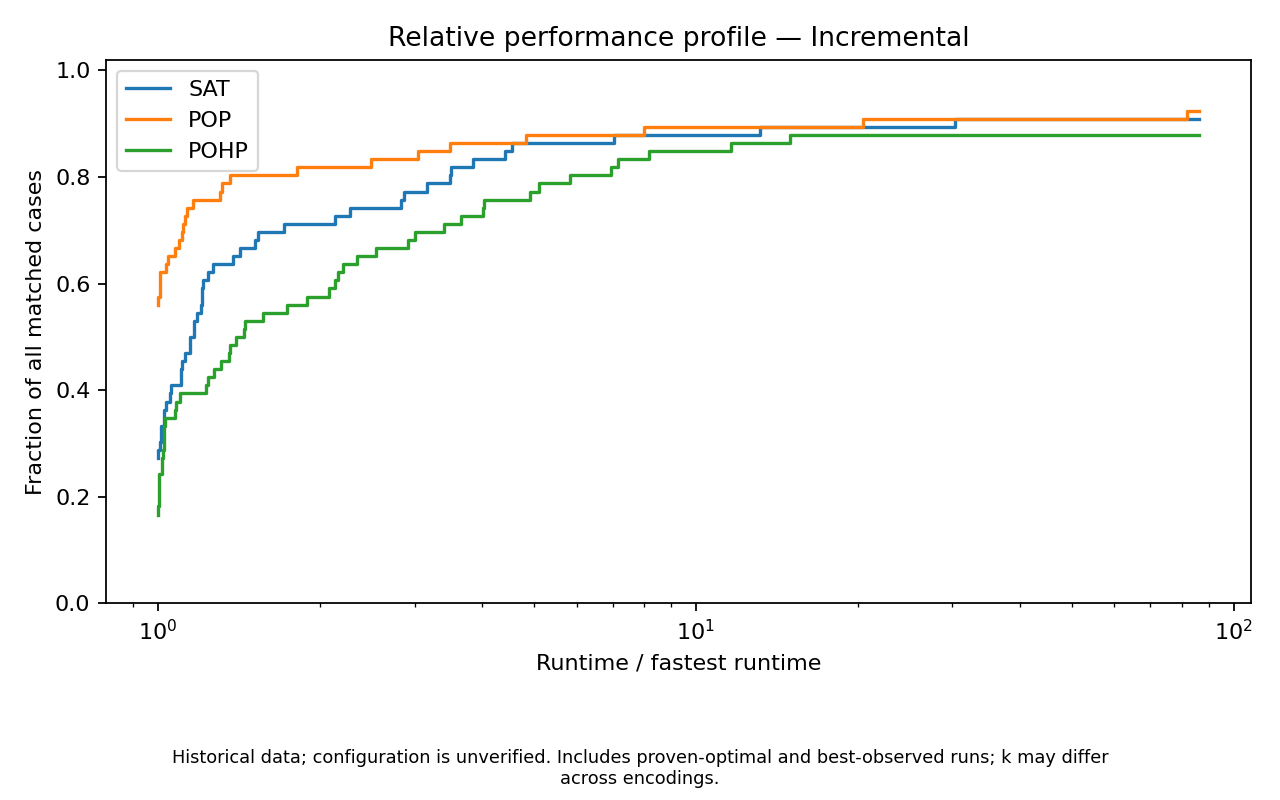 Relative performance profile — Incremental
SAT
POP
POHP
Fraction of all matched cases
1.0
0.8
0.6
0.4
0.2
0.0
10⁰
10¹
10²
Runtime / fastest runtime
Historical data; configuration is unverified. Includes proven-optimal and best-observed runs; k may differ
across encodings.